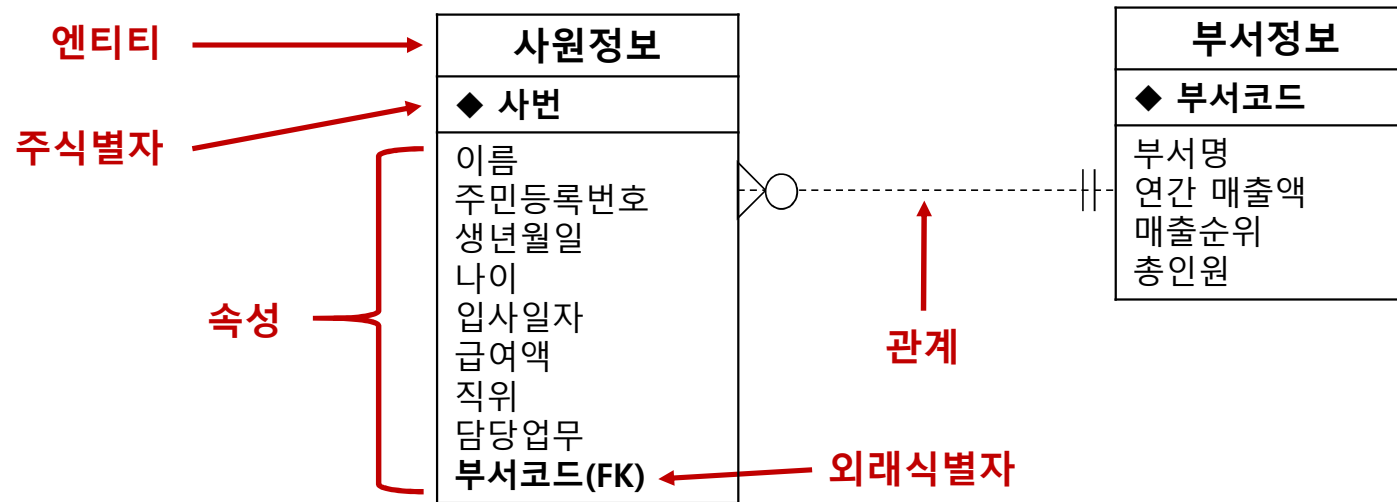 엔티티
사원정보
부서정보
주식별자
◆ 사번
◆ 부서코드
이름
주민등록번호
생년월일
나이
입사일자
급여액
직위
담당업무
부서코드(FK)
부서명
연간 매출액
매출순위
총인원
속성
관계
외래식별자